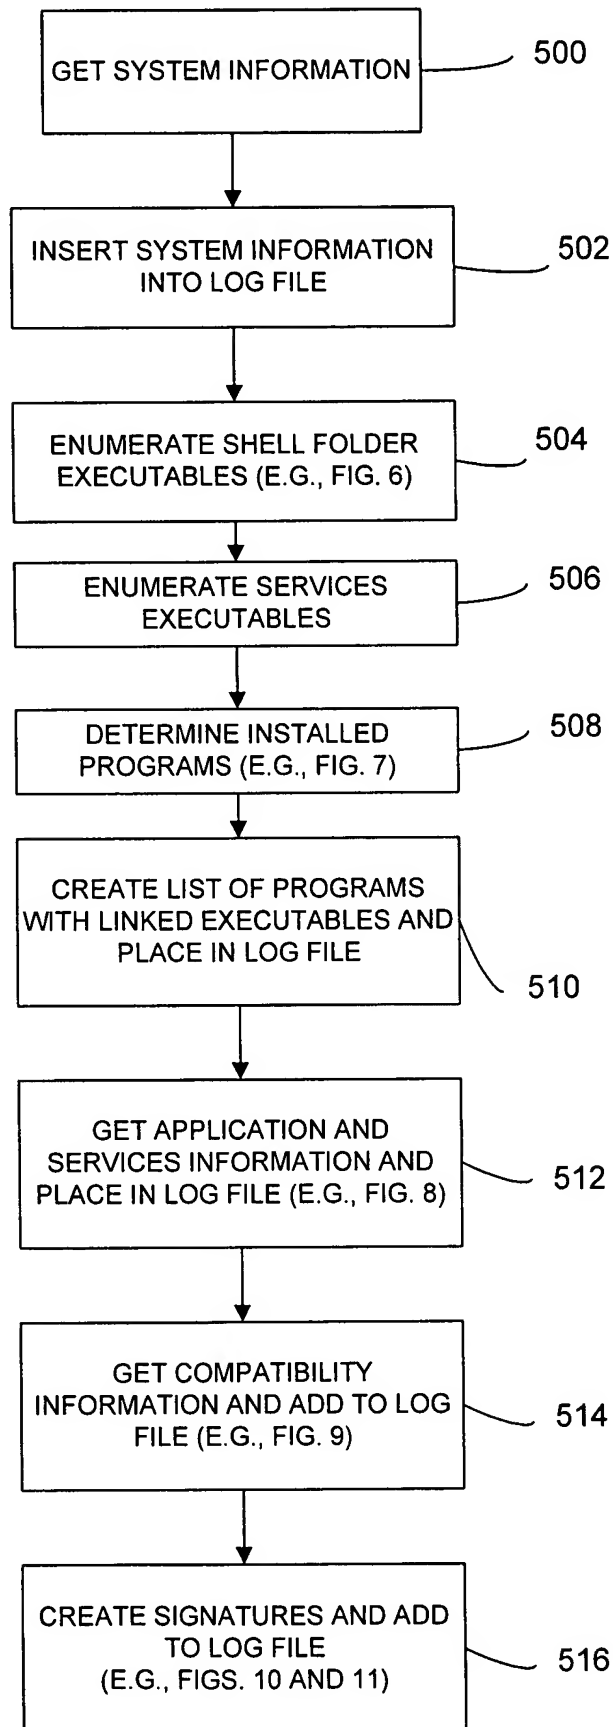 GET SYSTEM INFORMATION
500
INSERT SYSTEM INFORMATION
INTO LOG FILE
502
ENUMERATE SHELL FOLDER
EXECUTABLES (E.G., FIG. 6)
504
ENUMERATE SERVICES
EXECUTABLES
506
DETERMINE INSTALLED
PROGRAMS (E.G., FIG. 7)
508
CREATE LIST OF PROGRAMS
WITH LINKED EXECUTABLES AND
PLACE IN LOG FILE
510
GET APPLICATION AND
SERVICES INFORMATION AND
PLACE IN LOG FILE (E.G., FIG. 8)
512
GET COMPATIBILITY
INFORMATION AND ADD TO LOG
FILE (E.G., FIG. 9)
514
CREATE SIGNATURES AND ADD
TO LOG FILE
(E.G., FIGS. 10 AND 11)
516